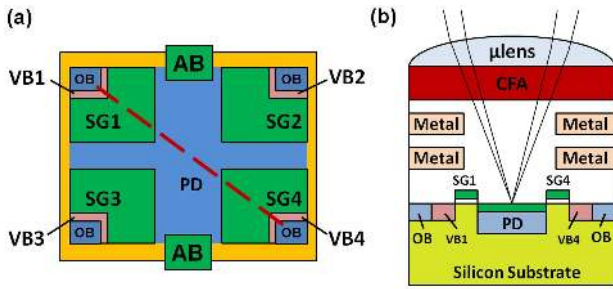 (a)
AB
VB1
OB
OB
VB2
SG1
SG2
SG3
PD
SG4
VB3
OB
OB
VB4
AB
(b)
μlens
CFA
Metal
Metal
Metal
Metal
SG1
SG4
OB
VB1
PD
VB4
OB
Silicon Substrate